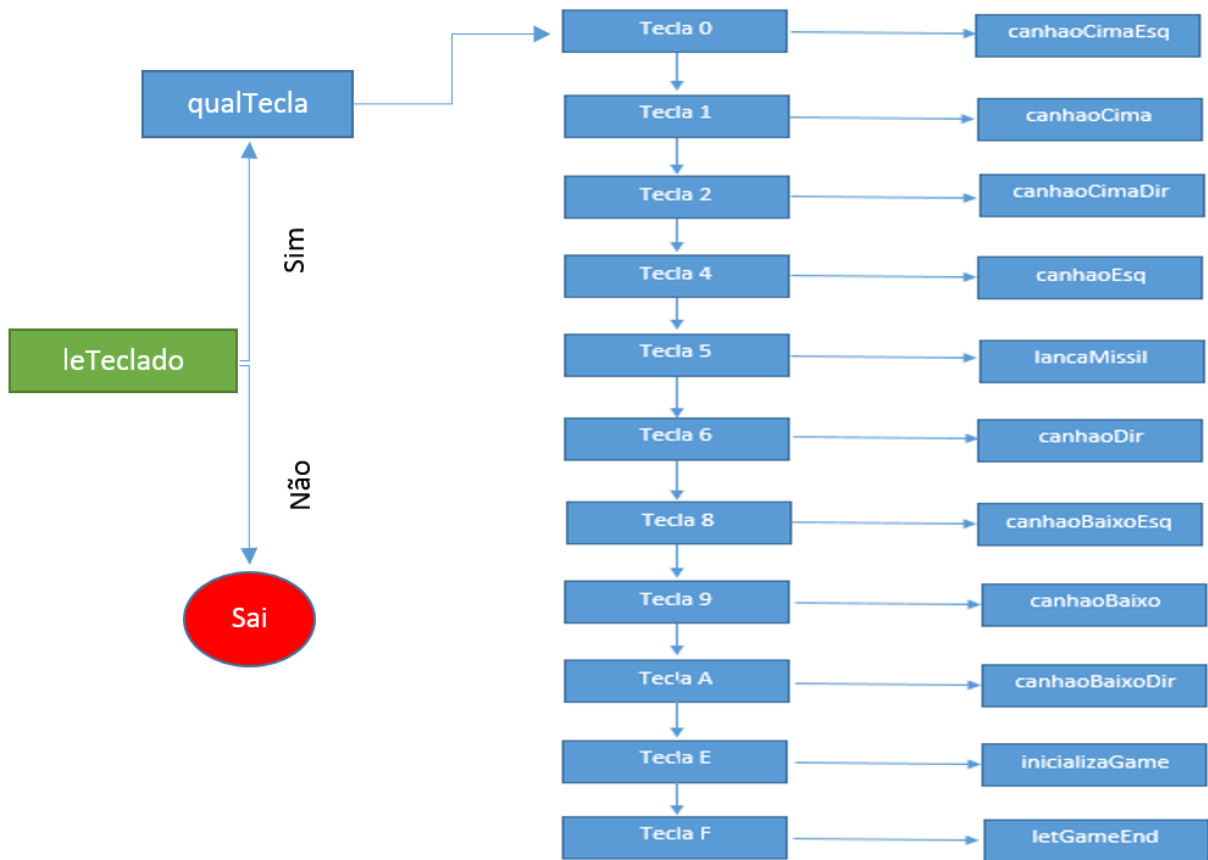 Tecla 0
canhaoCimaEsq
qualTecla
Tecla 1
canhaoCima
Tecla 2
canhaoCimaDir
Sim
Tecla 4
canhaoEsq
leTeclado
Tecla 5
lancaMissil
Tecla 6
canhaoDir
Não
Tecla 8
canhaoBaixoEsq
Sai
Tecla 9
canhaoBaixo
Tecla A
canhaoBaixoDir
Tecla E
inicializaGame
Tecla F
letGameEnd